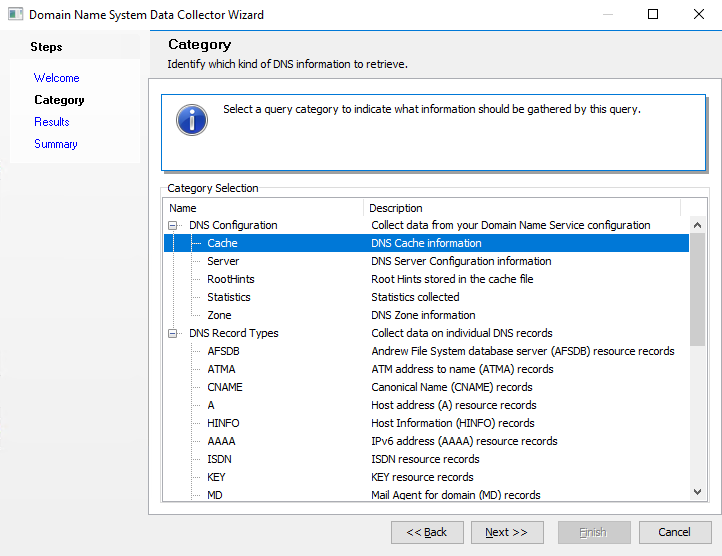 Domain Name System Data Collector Wizard
Steps
Welcome
Category
Results
Summary
Category
Identify which kind of DNS information to retrieve.
Select a query category to indicate what information should be gathered by this query.
Category Selection
Name Description
DNS Configuration Collect data from your Domain Name Service configuration
Cache DNS Cache information
Server DNS Server Configuration information
RootHints Root Hints stored in the cache file
Statistics Statistics collected
Zone DNS Zone information
DNS Record Types Collect data on individual DNS records
AFSDB Andrew File System database server (AFSDB) resource records
ATMA ATM address to name (ATMA) records
CNAME Canonical Name (CNAME) records
A Host address (A) resource records
HINFO Host Information (HINFO) records
AAAA IPv6 address (AAAA) resource records
ISDN ISDN resource records
KEY KEY resource records
MD Mail Agent for domain (MD) records
<< Back Next >> Finish Cancel